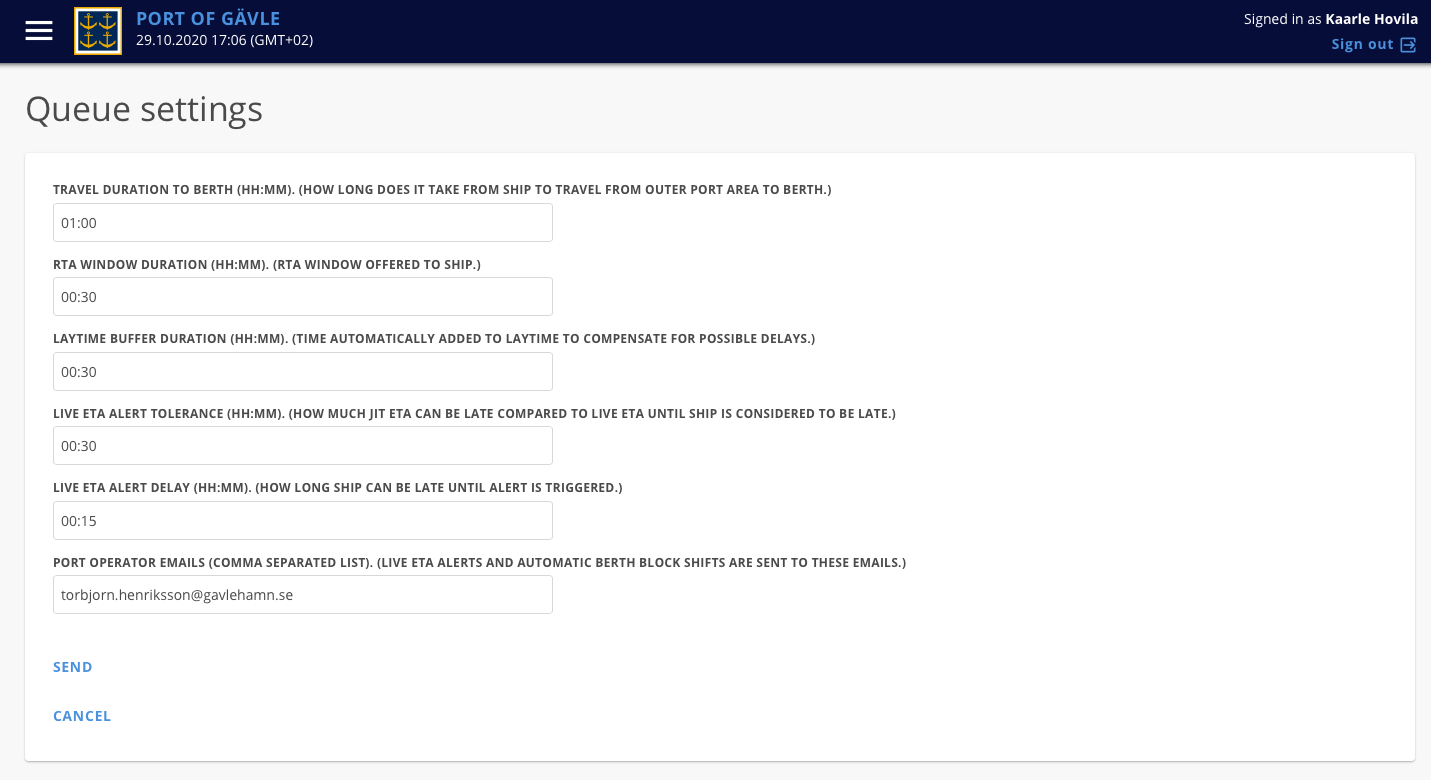 PORT OF GÄVLE
29.10.2020 17:06 (GMT+02)
Signed in as Kaarle Hovila
Sign out
Queue settings
TRAVEL DURATION TO BERTH (HH:MM). (HOW LONG DOES IT TAKE FROM SHIP TO TRAVEL FROM OUTER PORT AREA TO BERTH.)
01:00
RTA WINDOW DURATION (HH:MM). (RTA WINDOW OFFERED TO SHIP.)
00:30
LAYTIME BUFFER DURATION (HH:MM). (TIME AUTOMATICALLY ADDED TO LAYTIME TO COMPENSATE FOR POSSIBLE DELAYS.)
00:30
LIVE ETA ALERT TOLERANCE (HH:MM). (HOW MUCH JIT ETA CAN BE LATE COMPARED TO LIVE ETA UNTIL SHIP IS CONSIDERED TO BE LATE.)
00:30
LIVE ETA ALERT DELAY (HH:MM). (HOW LONG SHIP CAN BE LATE UNTIL ALERT IS TRIGGERED.)
00:15
PORT OPERATOR EMAILS (COMMA SEPARATED LIST). (LIVE ETA ALERTS AND AUTOMATIC BERTH BLOCK SHIFTS ARE SENT TO THESE EMAILS.)
torbjorn.henriksson@gavlehamn.se
SEND
CANCEL